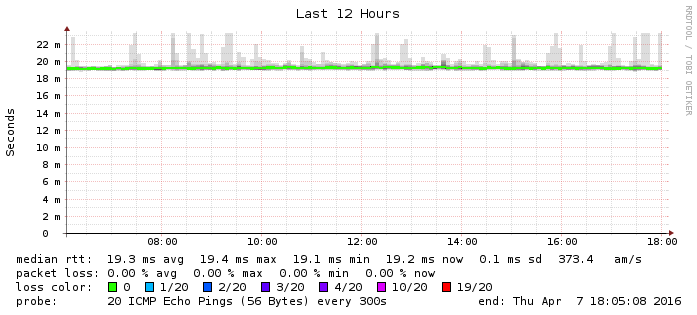 Last 12 Hours
RRDTOOL / TOBI OETIKER
Seconds
22 m
20 m
18 m
16 m
14 m
12 m
10 m
8 m
6 m
4 m
2 m
0
08:00 10:00 12:00 14:00 16:00 18:00
median rtt: 19.3 ms avg 19.4 ms max 19.1 ms min 19.2 ms now 0.1 ms sd 373.4 am/s
packet loss: 0.00 % avg 0.00 % max 0.00 % min 0.00 % now
loss color: 0 1/20 2/20 3/20 4/20 10/20 19/20
probe: 20 ICMP Echo Pings (56 Bytes) every 300s end: Thu Apr 7 18:05:08 2016